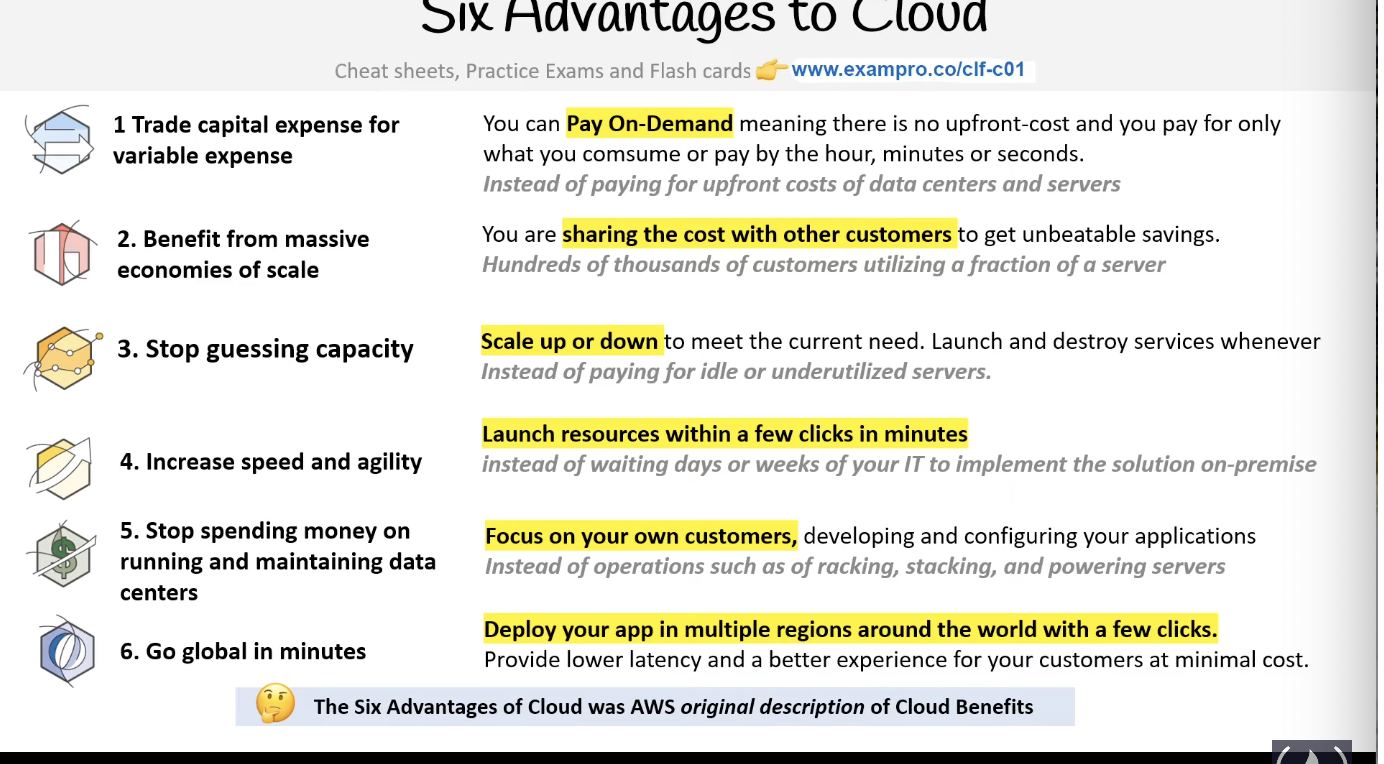 Six Advantages to Cloud
Cheat sheets, Practice Exams and Flash cards 👉 www.exampro.co/clf-c01
1 Trade capital expense for
variable expense
You can Pay On-Demand meaning there is no upfront-cost and you pay for only
what you comsume or pay by the hour, minutes or seconds.
Instead of paying for upfront costs of data centers and servers
2. Benefit from massive
economies of scale
You are sharing the cost with other customers to get unbeatable savings.
Hundreds of thousands of customers utilizing a fraction of a server
3. Stop guessing capacity
Scale up or down to meet the current need. Launch and destroy services whenever
Instead of paying for idle or underutilized servers.
4. Increase speed and agility
Launch resources within a few clicks in minutes
instead of waiting days or weeks of your IT to implement the solution on-premise
5. Stop spending money on
running and maintaining data
centers
Focus on your own customers, developing and configuring your applications
Instead of operations such as of racking, stacking, and powering servers
6. Go global in minutes
Deploy your app in multiple regions around the world with a few clicks.
Provide lower latency and a better experience for your customers at minimal cost.
🤔 The Six Advantages of Cloud was AWS original description of Cloud Benefits